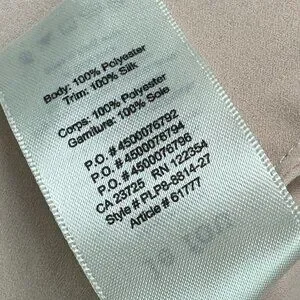 Body: 100% Polyester
Trim: 100% Silk
Corps: 100% Polyester
Garniture: 100% Soie
P.O. # 4500076792
P.O. # 4500076794
P.O. # 4500076796
CA 23725 RN 122354
Style # PLP8-8814-27
Article # 61777